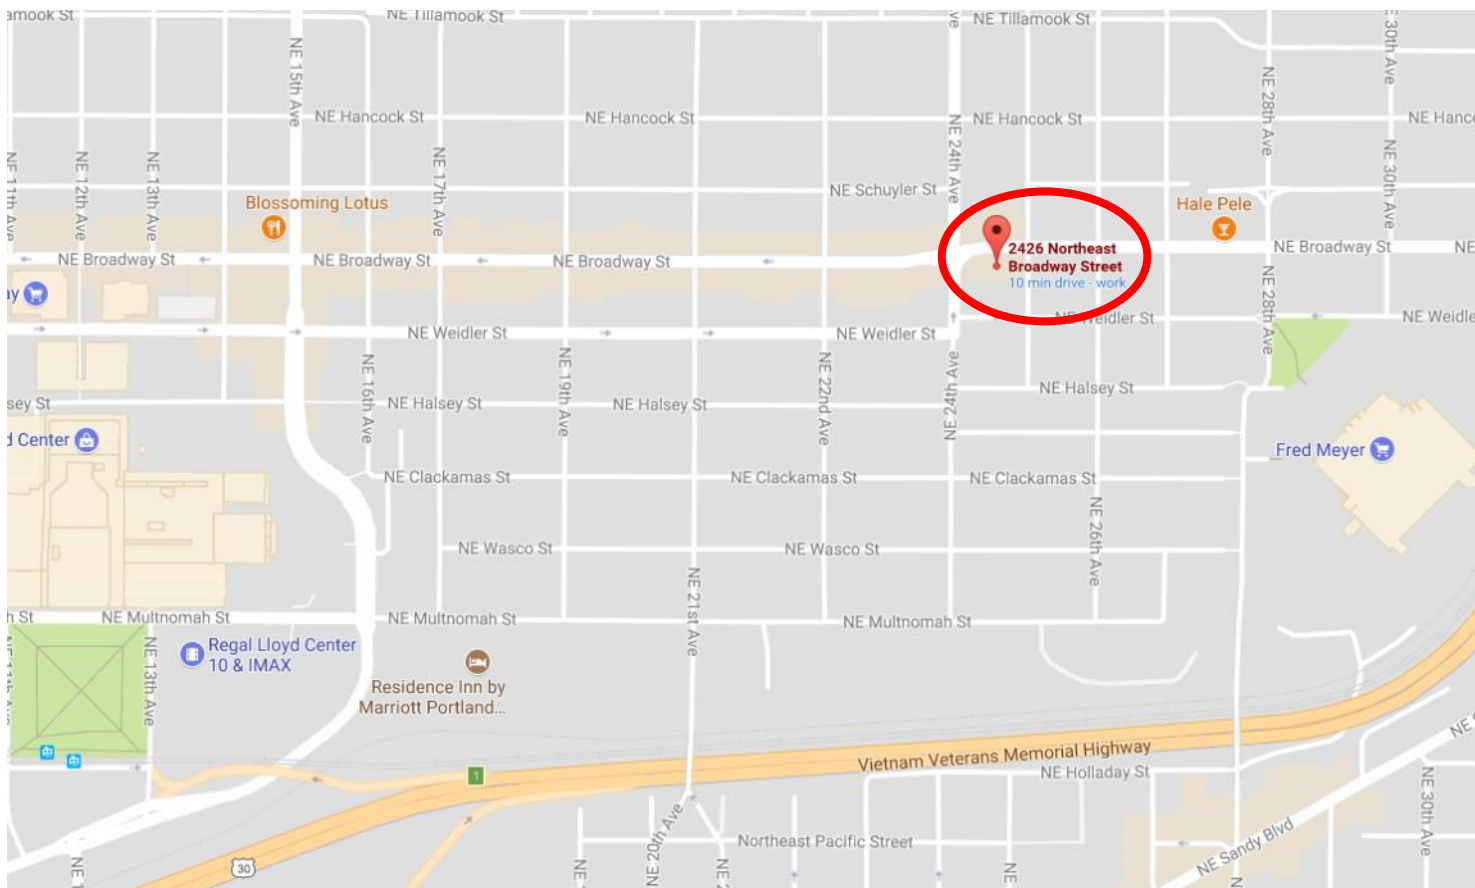 amook St
NE Tillamook St
NE Tillamook St
NE 15th Ave
NE 28th Ave
30th Ave
NE Hancock St
NE Hancock St
NE Hancock St
NE Hanc
NE 11th Ave
NE 12th Ave
NE 13th Ave
NE 17th Ave
NE 24th Ave
NE 30th Ave
NE Schuyler St
Blossoming Lotus
Hale Pele
2426 Northeast
Broadway Street
10 min drive - work
NE Broadway St
NE Broadway St
NE Broadway St
NE Broadway St
NE
ay
NE 28th Ave
NE Weidler St
NE Weidler St
NE Weidler St
NE Weidle
NE 16th Ave
NE 19th Ave
NE 22nd Ave
NE 24th Ave
sey St
NE Halsey St
NE Halsey St
NE Halsey St
d Center
Fred Meyer
NE Clackamas St
NE Clackamas St
NE Clackamas St
NE 26th Ave
NE Wasco St
NE Wasco St
NE 21st Ave
h St
NE Multnomah St
NE Multnomah St
NE Multnomah St
NE 11th Ave
NE 13th Ave
Regal Lloyd Center
10 & IMAX
Residence Inn by
Marriott Portland...
Vietnam Veterans Memorial Highway
1
NE Holladay St
NE
NE 30th Ave
NE 20th Ave
Northeast Pacific Street
NE Sandy Blvd
30
NE 1
NE
NE
NE
N